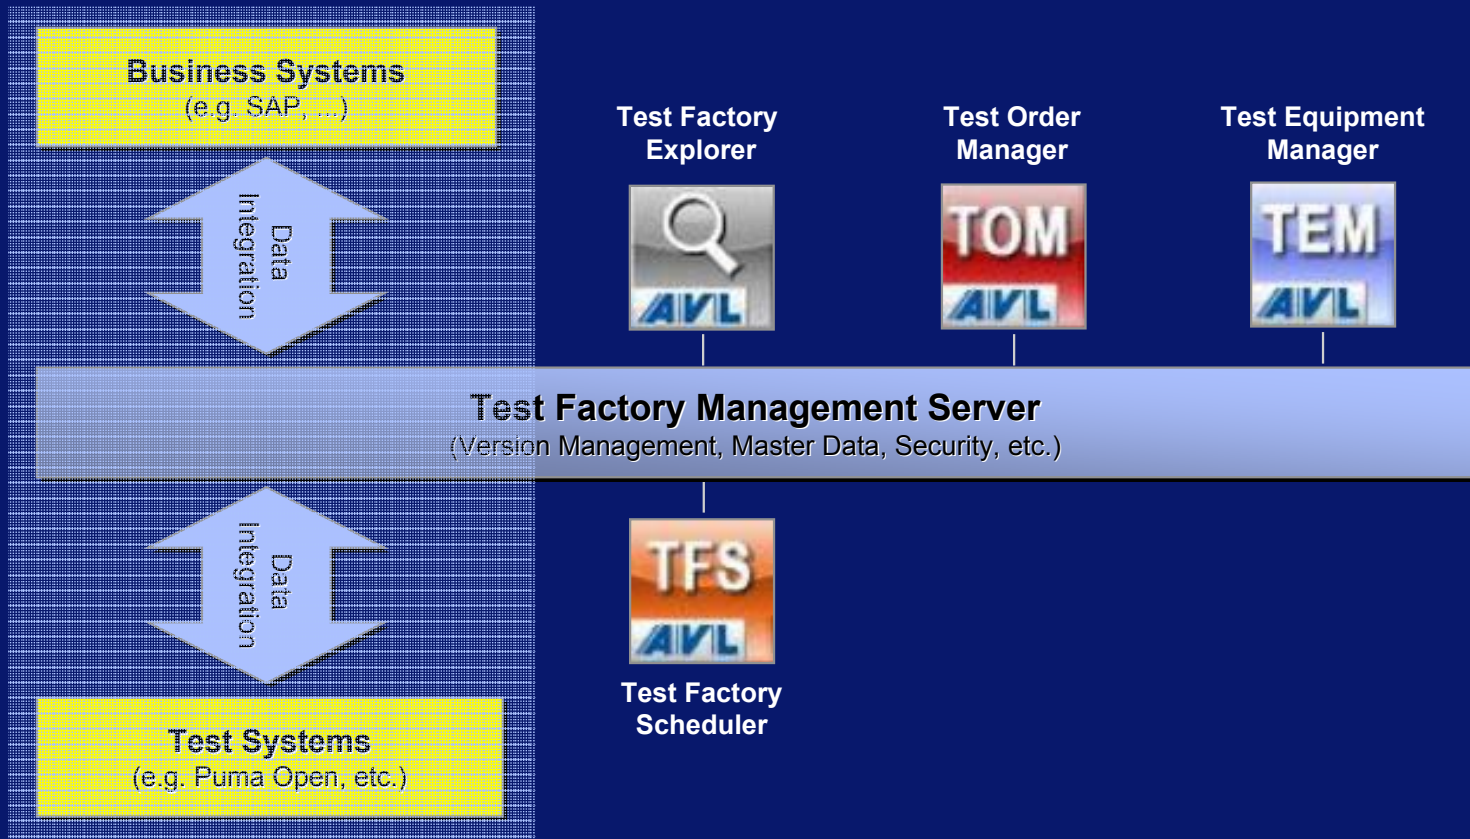 Business Systems
(e.g. SAP, ...)
Data
Integration
Test Factory
Explorer
AVL
Test Order
Manager
TOM
AVL
Test Equipment
Manager
TEM
AVL
Test Factory Management Server
(Version Management, Master Data, Security, etc.)
Data
Integration
TFS
AVL
Test Factory
Scheduler
Test Systems
(e.g. Puma Open, etc.)